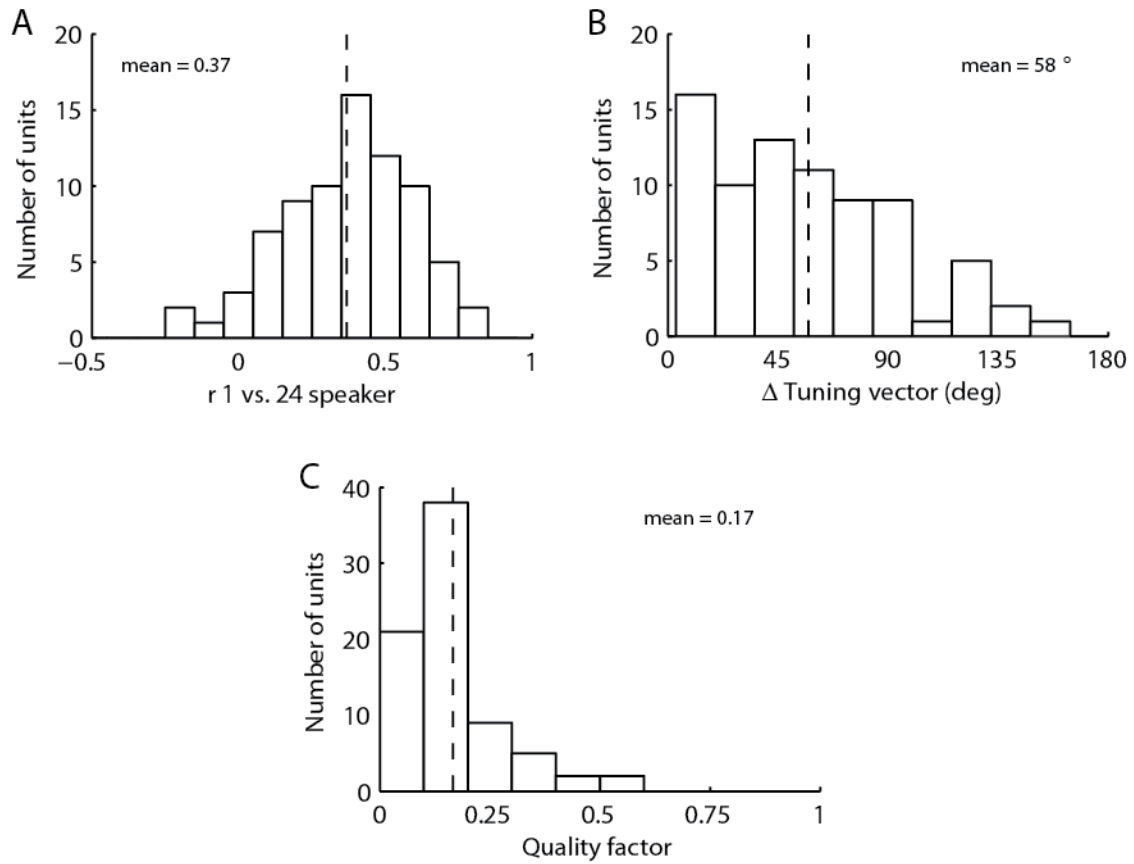 A
20
15
10
5
0
Number of units
mean = 0.37
−0.5
0
0.5
1
r 1 vs. 24 speaker
B
20
15
10
5
0
Number of units
mean = 58 °
0
45
90
135
180
Δ Tuning vector (deg)
C
40
30
20
10
0
Number of units
mean = 0.17
0
0.25
0.5
0.75
1
Quality factor